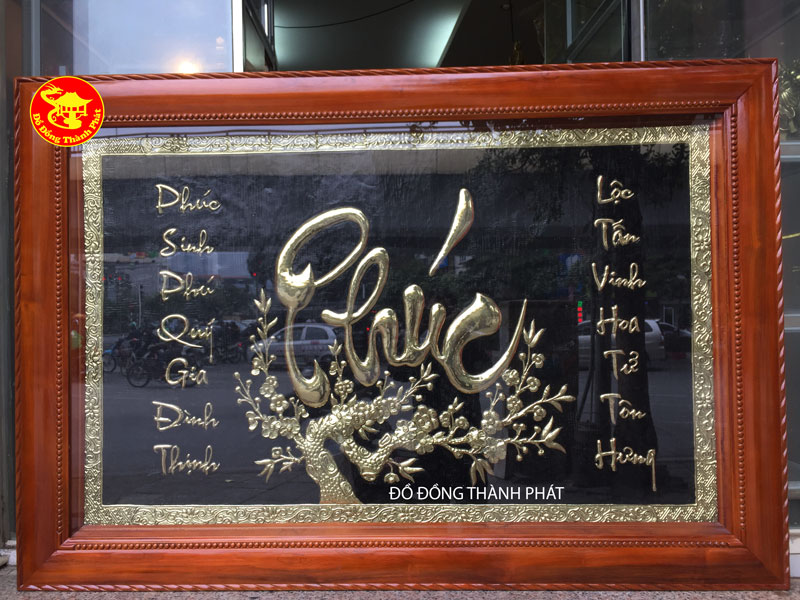 Đồ Đồng Thành Phát
Phúc
Sinh
Phú
Quý
Gia
Đình
Thịnh
Phúc
Lộc
Tấn
Vinh
Hoa
Tử
Tôn
Hưng
ĐỒ ĐỒNG THÀNH PHÁT